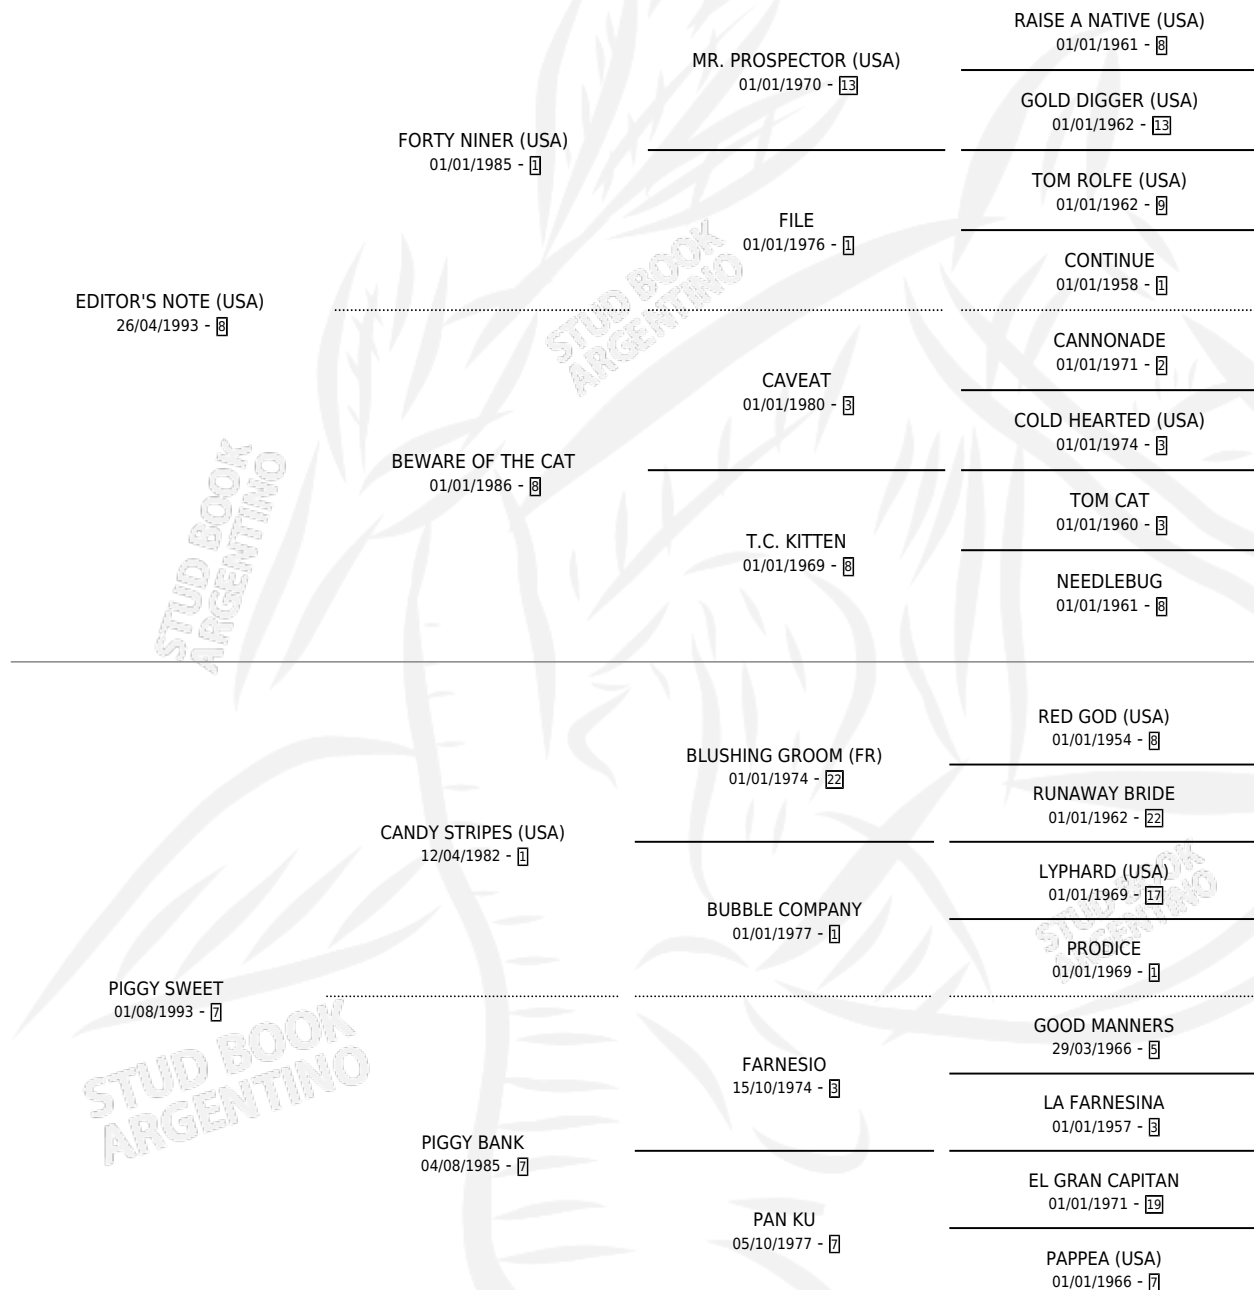 RAISE A NATIVE (USA)
01/01/1961 - 8
MR. PROSPECTOR (USA)
01/01/1970 - 13
GOLD DIGGER (USA)
01/01/1962 - 13
FORTY NINER (USA)
01/01/1985 - 1
TOM ROLFE (USA)
01/01/1962 - 9
FILE
01/01/1976 - 1
CONTINUE
01/01/1958 - 1
EDITOR'S NOTE (USA)
26/04/1993 - 8
CANNONADE
01/01/1971 - 2
CAVEAT
01/01/1980 - 3
COLD HEARTED (USA)
01/01/1974 - 3
BEWARE OF THE CAT
01/01/1986 - 8
TOM CAT
01/01/1960 - 3
T.C. KITTEN
01/01/1969 - 8
NEEDLEBUG
01/01/1961 - 8
STUD BOOK
ARGENTINO
STUD BOOK
ARGENTINO
RED GOD (USA)
01/01/1954 - 8
BLUSHING GROOM (FR)
01/01/1974 - 22
RUNAWAY BRIDE
01/01/1962 - 22
CANDY STRIPES (USA)
12/04/1982 - 1
LYPHARD (USA)
01/01/1969 - 17
BUBBLE COMPANY
01/01/1977 - 1
PRODICE
01/01/1969 - 1
PIGGY SWEET
01/08/1993 - 7
GOOD MANNERS
29/03/1966 - 5
FARNESIO
15/10/1974 - 3
LA FARNESINA
01/01/1957 - 3
PIGGY BANK
04/08/1985 - 7
EL GRAN CAPITAN
01/01/1971 - 19
PAN KU
05/10/1977 - 7
PAPPEA (USA)
01/01/1966 - 7
STUD BOOK
ARGENTINO
STUD BOOK
ARGENTINO